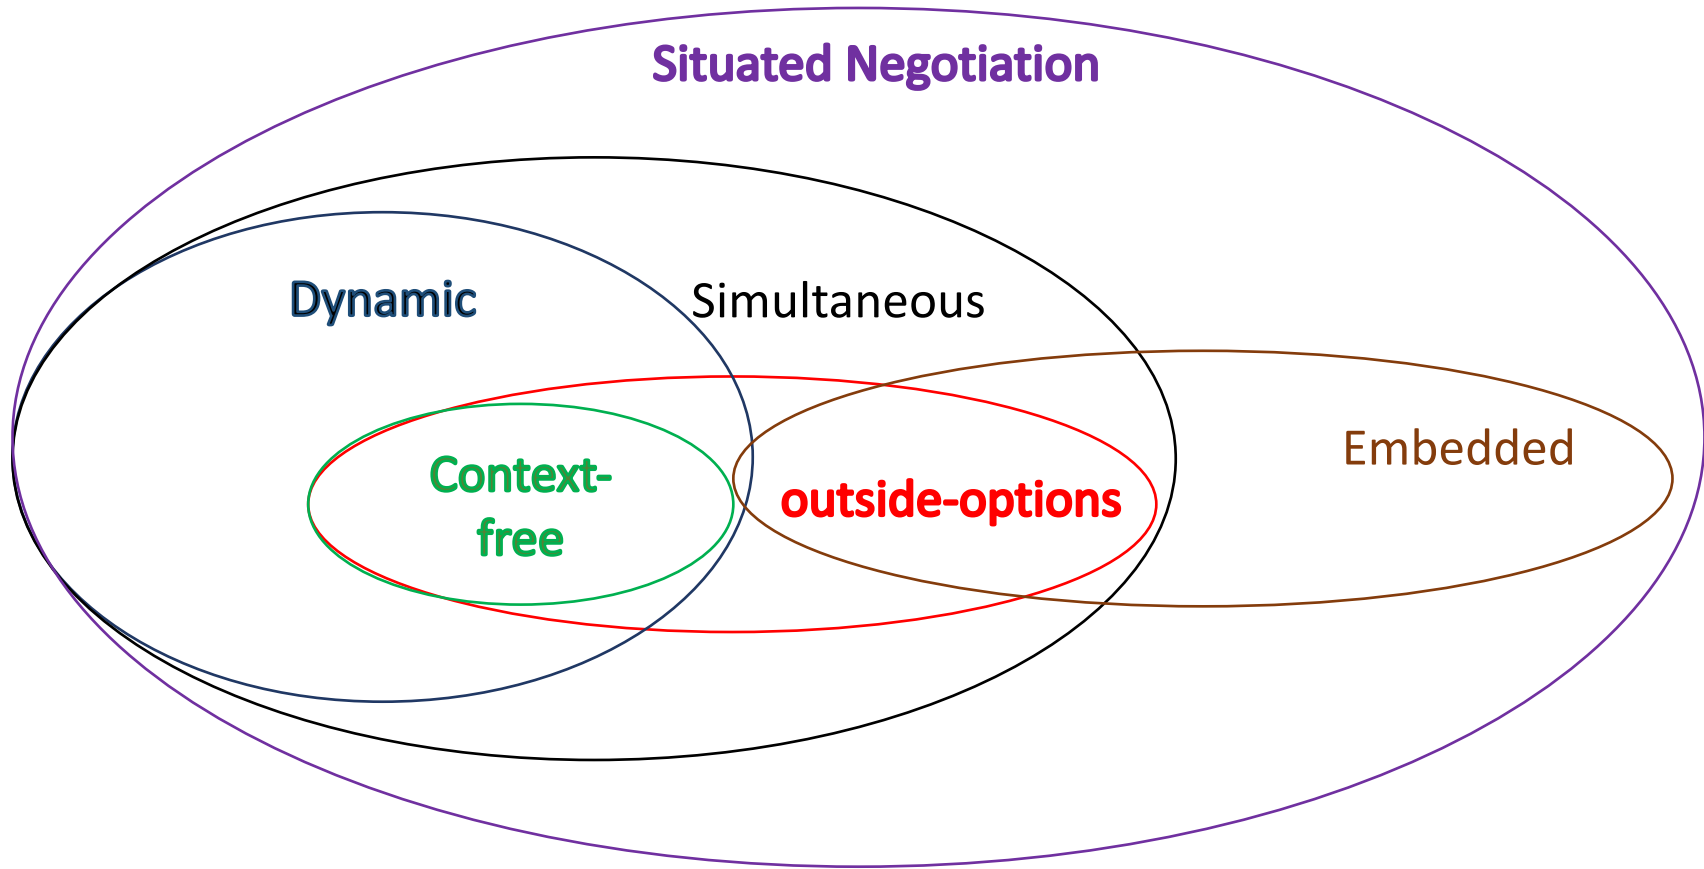 Situated Negotiation
Dynamic
Simultaneous
Context-
free
outside-options
Embedded